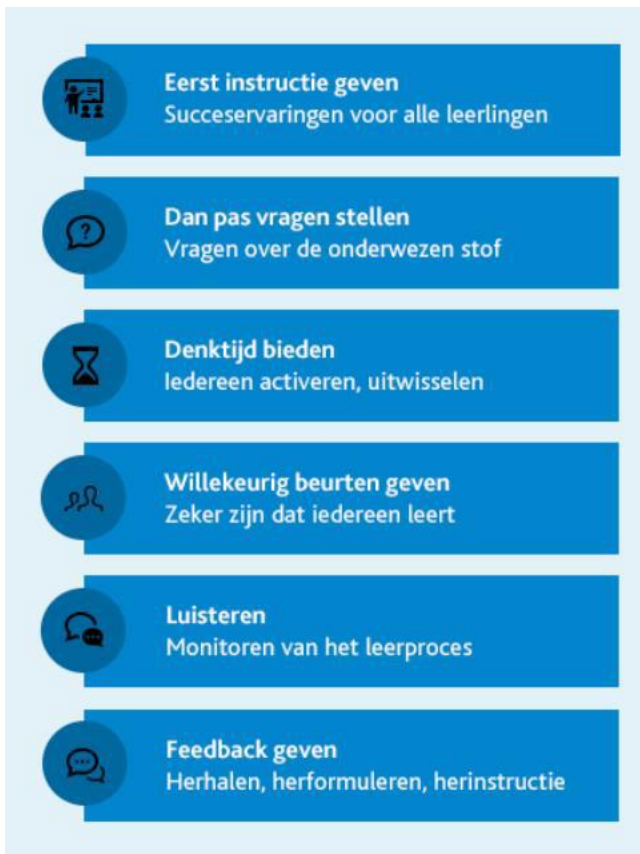 Eerst instructie geven
Succeservaringen voor alle leerlingen
Dan pas vragen stellen
Vragen over de onderwezen stof
Denktijd bieden
Iedereen activeren, uitwisselen
Willekeurig beurten geven
Zeker zijn dat iedereen leert
Luisteren
Monitoren van het leerproces
Feedback geven
Herhalen, herformuleren, herinstructie